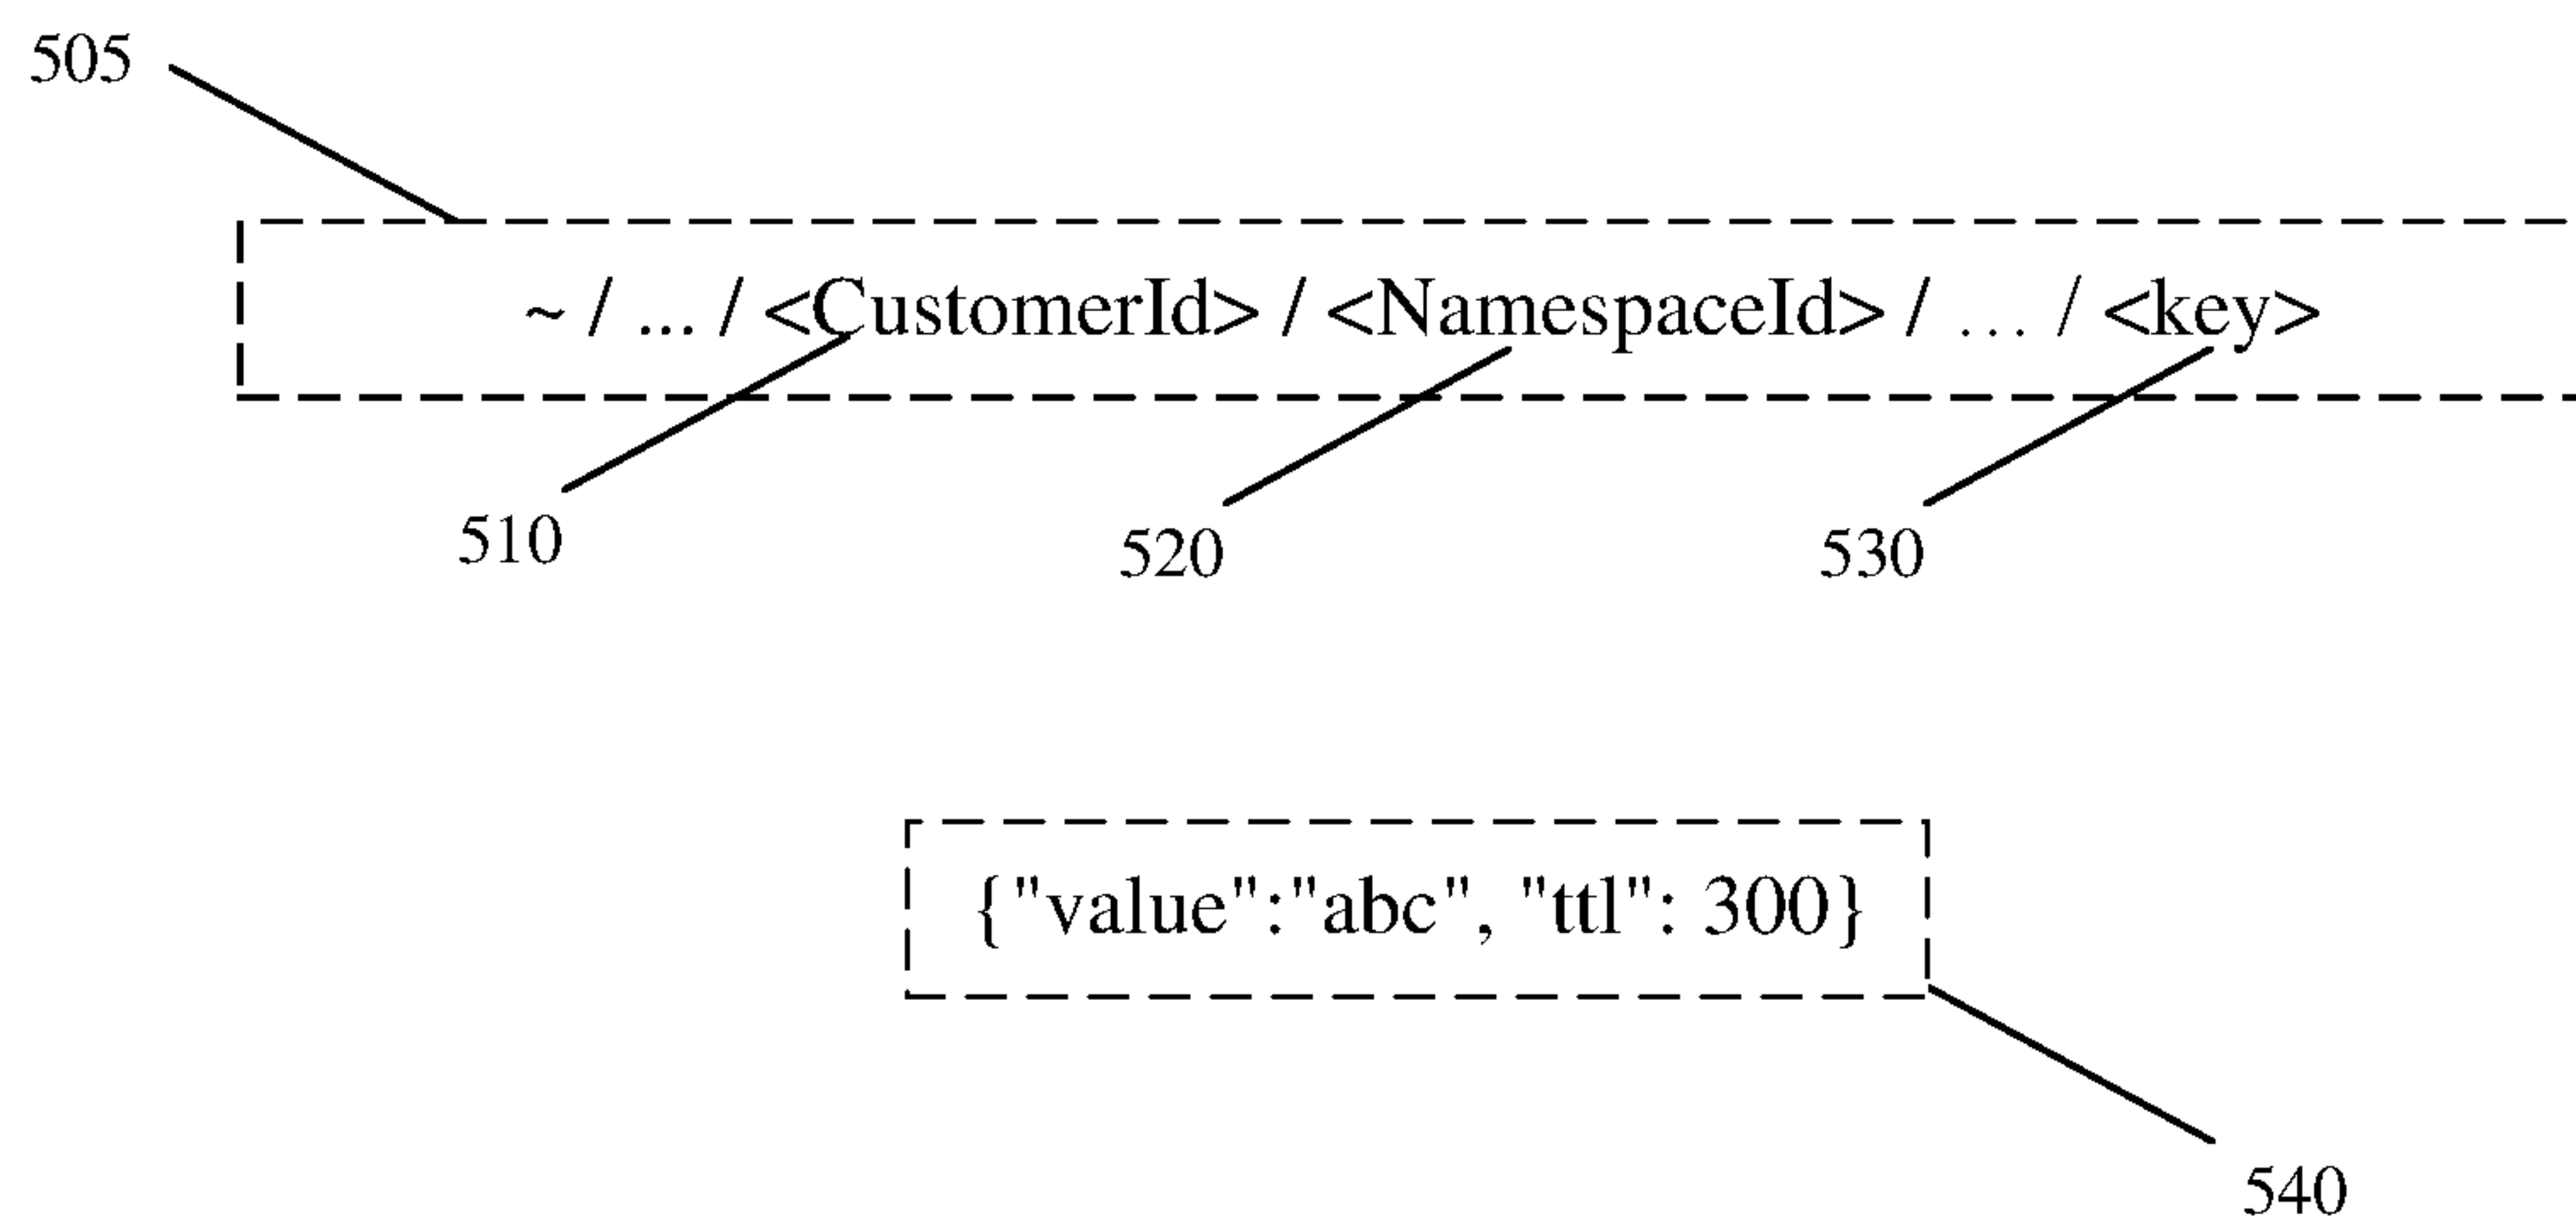 505
~ / ... / <CustomerId> / <NamespaceId> / ... / <key>
510 520 530
{"value":"abc", "ttl": 300}
540